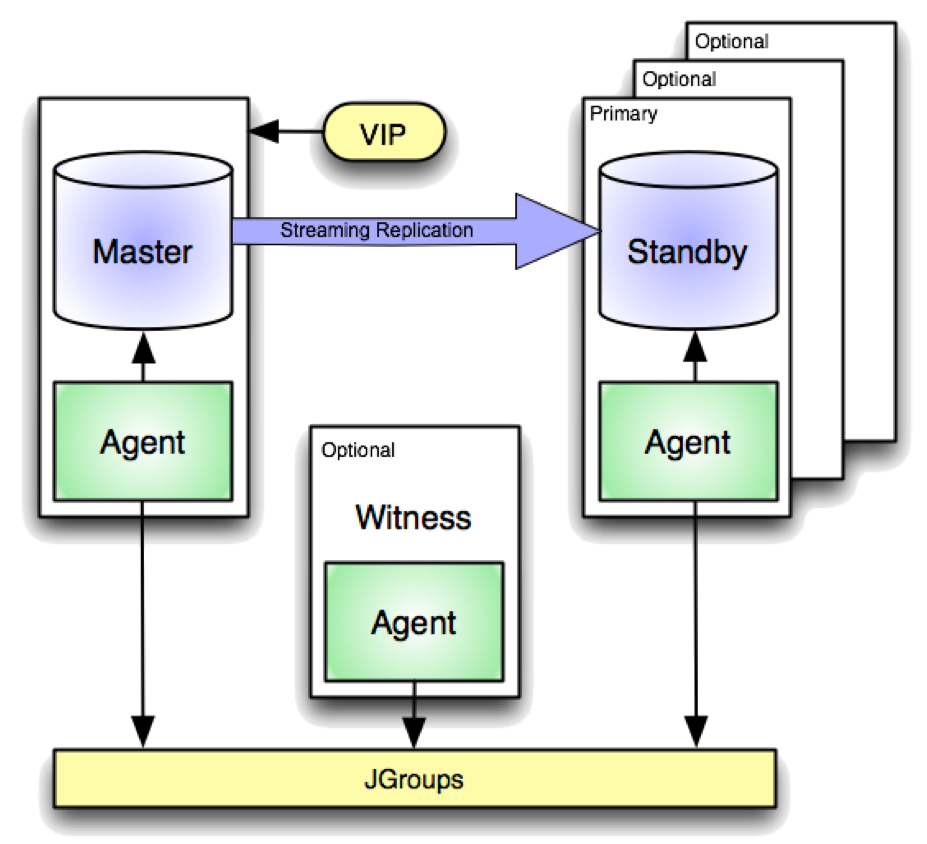 Optional
Optional
Primary
VIP
Master
Streaming Replication
Standby
Agent
Agent
Optional
Witness
Agent
JGroups